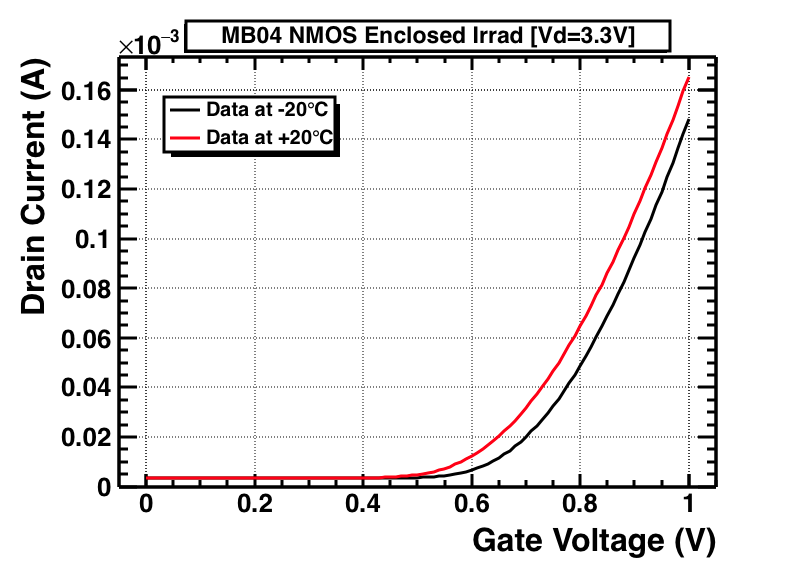 MB04 NMOS Enclosed Irrad [Vd=3.3V]
×10⁻³
Drain Current (A)
0.16
0.14
0.12
0.1
0.08
0.06
0.04
0.02
0
Data at -20°C
Data at +20°C
0 0.2 0.4 0.6 0.8 1
Gate Voltage (V)